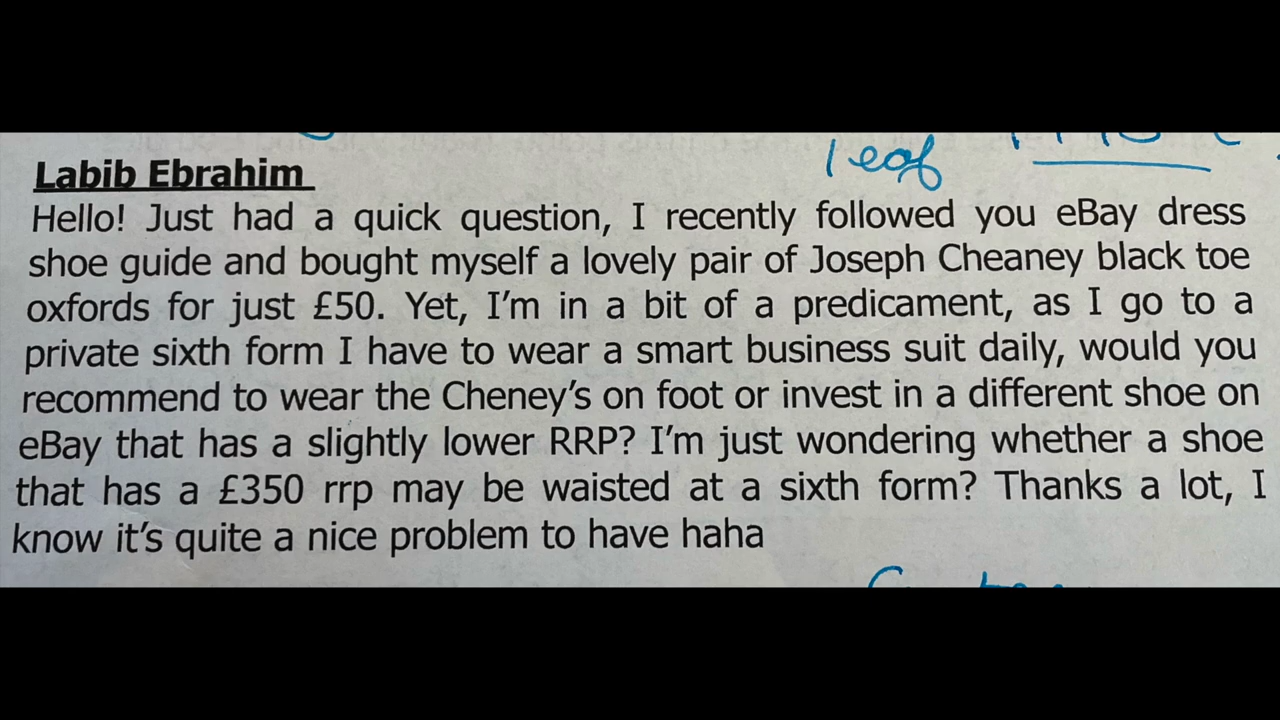 leaf
Labib Ebrahim
Hello! Just had a quick question, I recently followed you eBay dress
shoe guide and bought myself a lovely pair of Joseph Cheaney black toe
oxfords for just £50. Yet, I'm in a bit of a predicament, as I go to a
private sixth form I have to wear a smart business suit daily, would you
recommend to wear the Cheney's on foot or invest in a different shoe on
eBay that has a slightly lower RRP? I'm just wondering whether a shoe
that has a £350 rrp may be waisted at a sixth form? Thanks a lot, I
know it's quite a nice problem to have haha